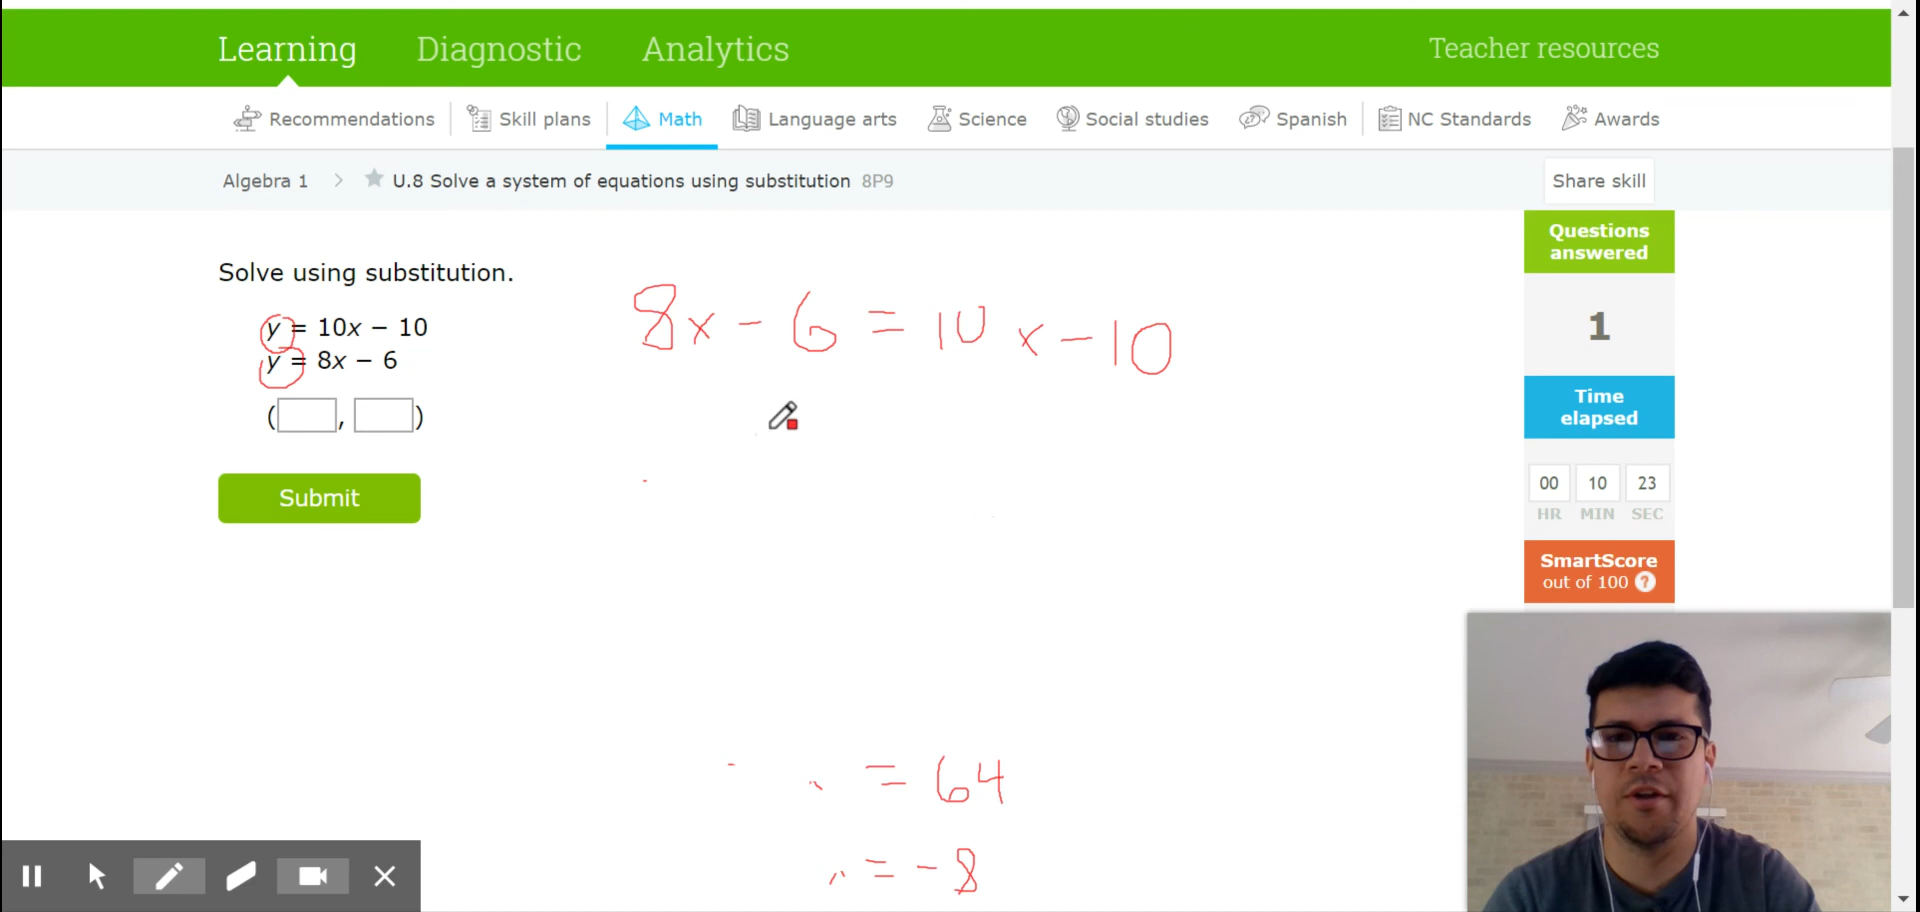 Learning Diagnostic Analytics Teacher resources
Recommendations Skill plans Math Language arts Science Social studies Spanish NC Standards Awards
Algebra 1 > U.8 Solve a system of equations using substitution 8P9 Share skill
Questions answered
1
Time elapsed
00 10 23
HR MIN SEC
SmartScore
out of 100 ?
Solve using substitution.
y = 10x − 10
y = 8x − 6
( , )
Submit
8x - 6 = 10x - 10
= 64
= - 8